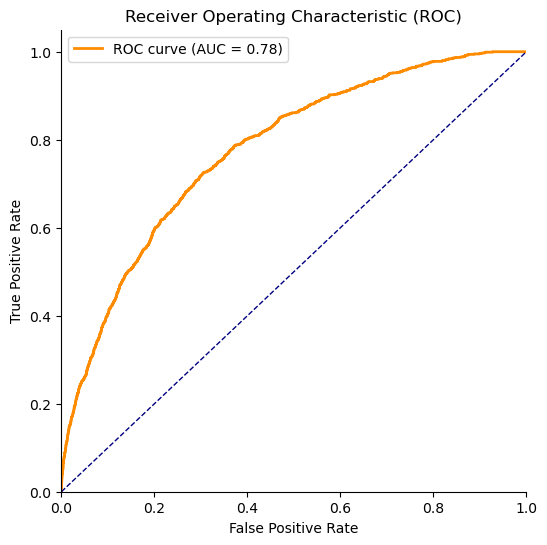 Receiver Operating Characteristic (ROC)
ROC curve (AUC = 0.78)
True Positive Rate
1.0
0.8
0.6
0.4
0.2
0.0
0.0 0.2 0.4 0.6 0.8 1.0
False Positive Rate